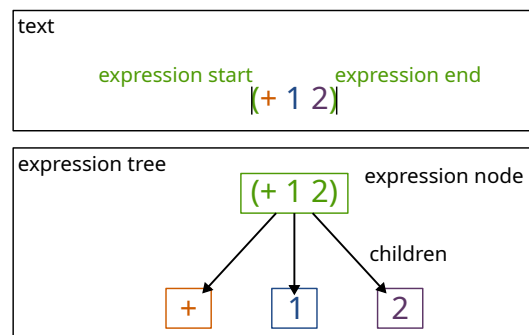 text
expression start
expression end
(+ 1 2)
expression tree
(+ 1 2)
expression node
children
+
1
2